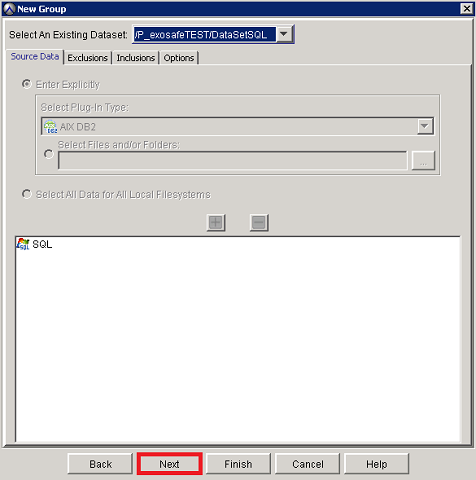 New Group
Select An Existing Dataset: /P_exosafeTEST/DataSetSQL
Source Data Exclusions Inclusions Options
Enter Explicitly
Select Plug-In Type:
AIX DB2
Select Files and/or Folders:
...
Select All Data for All Local Filesystems
SQL
Back Next Finish Cancel Help